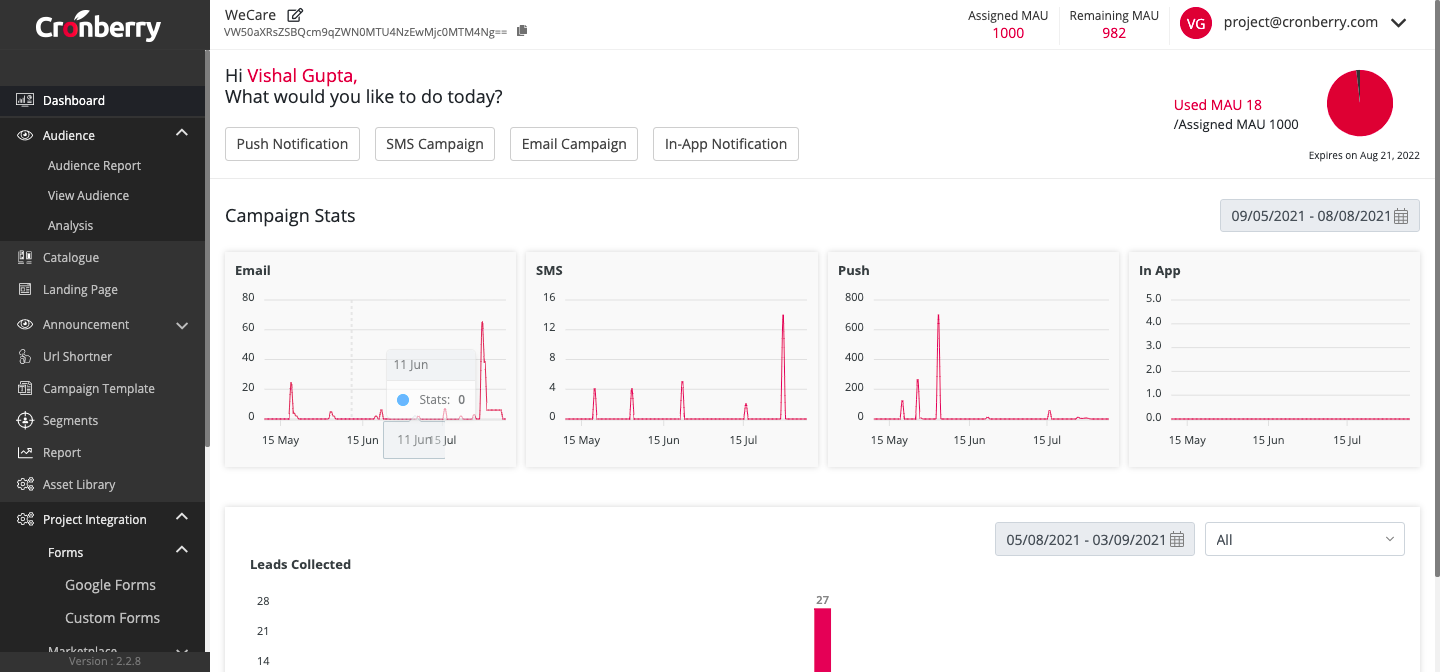 Cronberry
WeCare
VW50aXRsZSBQcm9qZWN0MTU4NzEwMjc0MTM4Ng==
Assigned MAU
1000
Remaining MAU
982
VG
project@cronberry.com
Dashboard
Audience
Audience Report
View Audience
Analysis
Catalogue
Landing Page
Announcement
Url Shortner
Campaign Template
Segments
Report
Asset Library
Project Integration
Forms
Google Forms
Custom Forms
Marketplace
Version : 2.2.8
Hi Vishal Gupta,
What would you like to do today?
Push Notification
SMS Campaign
Email Campaign
In-App Notification
Used MAU 18
/Assigned MAU 1000
Expires on Aug 21, 2022
Campaign Stats
09/05/2021 - 08/08/2021
Email
80
60
40
20
0
15 May
15 Jun
15 Jul
11 Jun
Stats: 0
11 Jun
SMS
16
12
8
4
0
15 May
15 Jun
15 Jul
Push
800
600
400
200
0
15 May
15 Jun
15 Jul
In App
5.0
4.0
3.0
2.0
1.0
0.0
15 May
15 Jun
15 Jul
05/08/2021 - 03/09/2021
All
Leads Collected
28
21
14
27